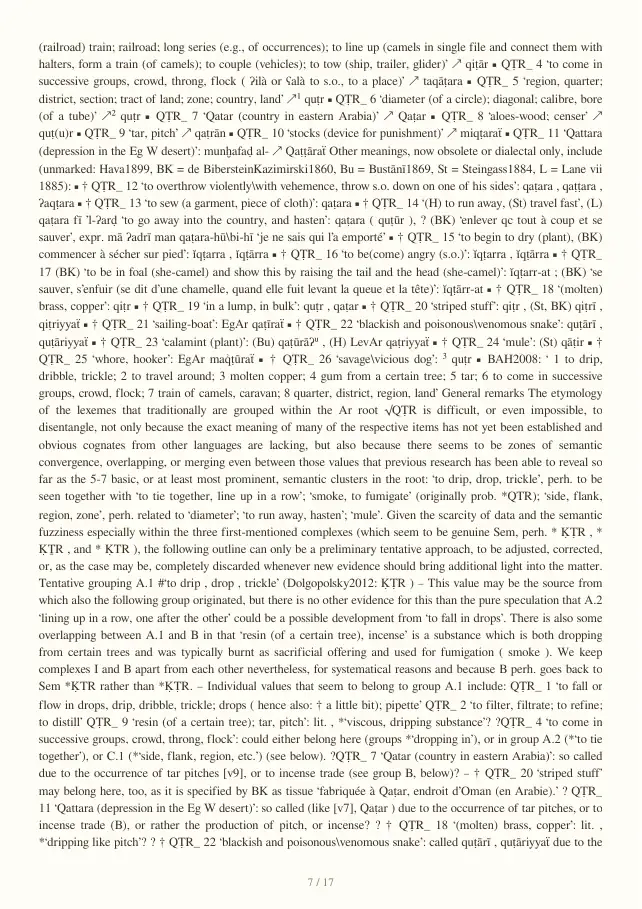 (railroad) train; railroad; long series (e.g., of occurrences); to line up (camels in single file and connect them with
halters, form a train (of camels); to couple (vehicles); to tow (ship, trailer, glider)’ ↗ qiṭār ▪ QṬR_ 4 ‘to come in
successive groups, crowd, throng, flock ( ʔilà or ʕalà to s.o., to a place)’ ↗ taqāṭara ▪ QṬR_ 5 ‘region, quarter;
district, section; tract of land; zone; country, land’ ↗¹ quṭr ▪ QṬR_ 6 ‘diameter (of a circle); diagonal; calibre, bore
(of a tube)’ ↗² quṭr ▪ QṬR_ 7 ‘Qatar (country in eastern Arabia)’ ↗ Qaṭar ▪ QṬR_ 8 ‘aloes-wood; censer’ ↗
quṭ(u)r ▪ QṬR_ 9 ‘tar, pitch’ ↗ qaṭrān ▪ QṬR_ 10 ‘stocks (device for punishment)’ ↗ miqṭaraẗ ▪ QṬR_ 11 ‘Qattara
(depression in the Eg W desert)’: munḫafaḍ al- ↗ Qaṭṭāraẗ Other meanings, now obsolete or dialectal only, include
(unmarked: Hava1899, BK = de BibersteinKazimirski1860, Bu = Bustānī1869, St = Steingass1884, L = Lane vii
1885): ▪ † QṬR_ 12 ‘to overthrow violently\with vehemence, throw s.o. down on one of his sides’: qaṭara , qaṭṭara ,
ʔaqṭara ▪ † QṬR_ 13 ‘to sew (a garment, piece of cloth)’: qaṭara ▪ † QṬR_ 14 ‘(H) to run away, (St) travel fast’, (L)
qaṭara fī ’l-ʔarḍ ‘to go away into the country, and hasten’: qaṭara ( quṭūr ), ? (BK) ‘enlever qc tout à coup et se
sauver’, expr. mā ʔadrī man qaṭara-hū\bi-hī ‘je ne sais qui l’a emporté’ ▪ † QṬR_ 15 ‘to begin to dry (plant), (BK)
commencer à sécher sur pied’: ĭqṭarra , ĭqṭārra ▪ † QṬR_ 16 ‘to be(come) angry (s.o.)’: ĭqṭarra , ĭqṭārra ▪ † QṬR_
17 (BK) ‘to be in foal (she-camel) and show this by raising the tail and the head (she-camel)’: ĭqṭarr-at ; (BK) ‘se
sauver, s’enfuir (se dit d’une chamelle, quand elle fuit levant la queue et la tête)’: ĭqṭārr-at ▪ † QṬR_ 18 ‘(molten)
brass, copper’: qiṭr ▪ † QṬR_ 19 ‘in a lump, in bulk’: quṭr , qaṭar ▪ † QṬR_ 20 ‘striped stuff’: qiṭr , (St, BK) qiṭrī ,
qiṭriyyaẗ ▪ † QṬR_ 21 ‘sailing-boat’: EgAr qaṭīraẗ ▪ † QṬR_ 22 ‘blackish and poisonous\venomous snake’: quṭārī ,
quṭāriyyaẗ ▪ † QṬR_ 23 ‘calamint (plant)’: (Bu) qaṭūrāʔᵘ , (H) LevAr qaṭriyyaẗ ▪ † QṬR_ 24 ‘mule’: (St) qāṭir ▪ †
QṬR_ 25 ‘whore, hooker’: EgAr maqṭūraẗ ▪ † QṬR_ 26 ‘savage\vicious dog’: ³ quṭr ▪ BAH2008: ‘ 1 to drip,
dribble, trickle; 2 to travel around; 3 molten copper; 4 gum from a certain tree; 5 tar; 6 to come in successive
groups, crowd, flock; 7 train of camels, caravan; 8 quarter, district, region, land’ General remarks The etymology
of the lexemes that traditionally are grouped within the Ar root √QṬR is difficult, or even impossible, to
disentangle, not only because the exact meaning of many of the respective items has not yet been established and
obvious cognates from other languages are lacking, but also because there seems to be zones of semantic
convergence, overlapping, or merging even between those values that previous research has been able to reveal so
far as the 5-7 basic, or at least most prominent, semantic clusters in the root: ‘to drip, drop, trickle’, perh. to be
seen together with ‘to tie together, line up in a row’; ‘smoke, to fumigate’ (originally prob. *QTR); ‘side, flank,
region, zone’, perh. related to ‘diameter’; ‘to run away, hasten’; ‘mule’. Given the scarcity of data and the semantic
fuzziness especially within the three first-mentioned complexes (which seem to be genuine Sem, perh. * ḲṬR , *
ḲṬR , and * ḲTR ), the following outline can only be a preliminary tentative approach, to be adjusted, corrected,
or, as the case may be, completely discarded whenever new evidence should bring additional light into the matter.
Tentative grouping A.1 #‘to drip , drop , trickle’ (Dolgopolsky2012: ḲṬR ) – This value may be the source from
which also the following group originated, but there is no other evidence for this than the pure speculation that A.2
‘lining up in a row, one after the other’ could be a possible development from ‘to fall in drops’. There is also some
overlapping between A.1 and B in that ‘resin (of a certain tree), incense’ is a substance which is both dropping
from certain trees and was typically burnt as sacrificial offering and used for fumigation ( smoke ). We keep
complexes I and B apart from each other nevertheless, for systematical reasons and because B perh. goes back to
Sem *ḲTR rather than *ḲṬR. – Individual values that seem to belong to group A.1 include: QṬR_ 1 ‘to fall or
flow in drops, drip, dribble, trickle; drops ( hence also: † a little bit); pipette’ QṬR_ 2 ‘to filter, filtrate; to refine;
to distill’ QṬR_ 9 ‘resin (of a certain tree); tar, pitch’: lit. , *‘viscous, dripping substance’? ?QṬR_ 4 ‘to come in
successive groups, crowd, throng, flock’: could either belong here (groups *‘dropping in’), or in group A.2 (*‘to tie
together’), or C.1 (*‘side, flank, region, etc.’) (see below). ?QṬR_ 7 ‘Qatar (country in eastern Arabia)’: so called
due to the occurrence of tar pitches [v9], or to incense trade (see group B, below)? – † QṬR_ 20 ‘striped stuff’
may belong here, too, as it is specified by BK as tissue ‘fabriquée à Qaṭar, endroit d’Oman (en Arabie).’ ? QṬR_
11 ‘Qattara (depression in the Eg W desert)’: so called (like [v7], Qaṭar ) due to the occurrence of tar pitches, or to
incense trade (B), or rather the production of pitch, or incense? ? † QṬR_ 18 ‘(molten) brass, copper’: lit. ,
*‘dripping like pitch’? ? † QṬR_ 22 ‘blackish and poisonous\venomous snake’: called quṭārī , quṭāriyyaẗ due to the
7 / 17